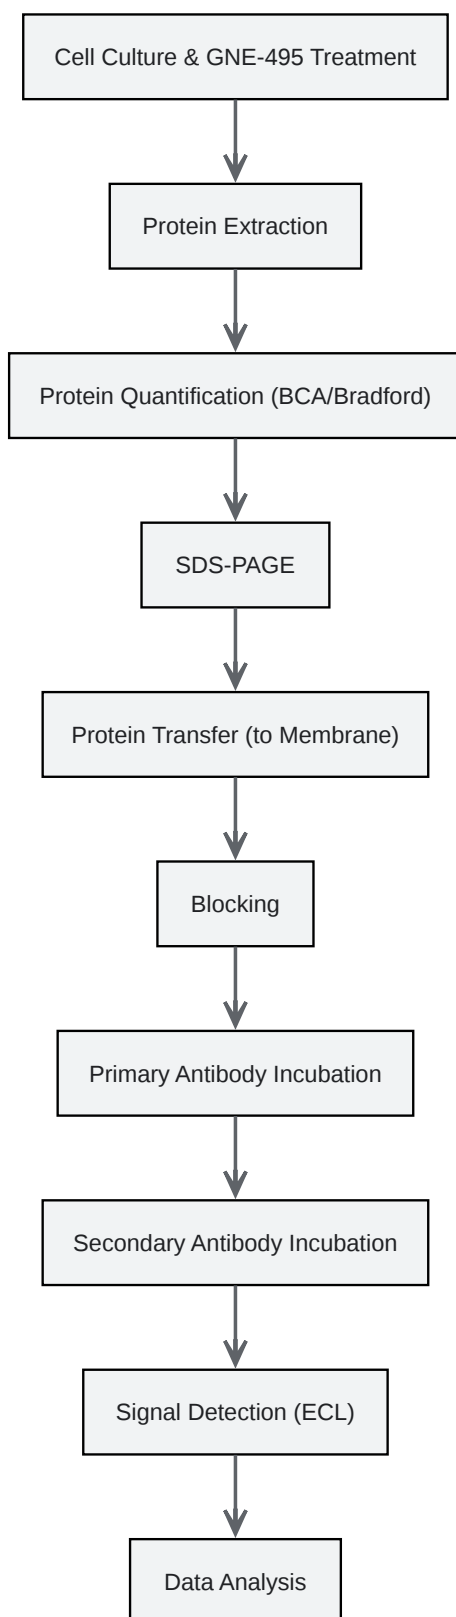 Cell Culture & GNE-495 Treatment
Protein Extraction
Protein Quantification (BCA/Bradford)
SDS-PAGE
Protein Transfer (to Membrane)
Blocking
Primary Antibody Incubation
Secondary Antibody Incubation
Signal Detection (ECL)
Data Analysis